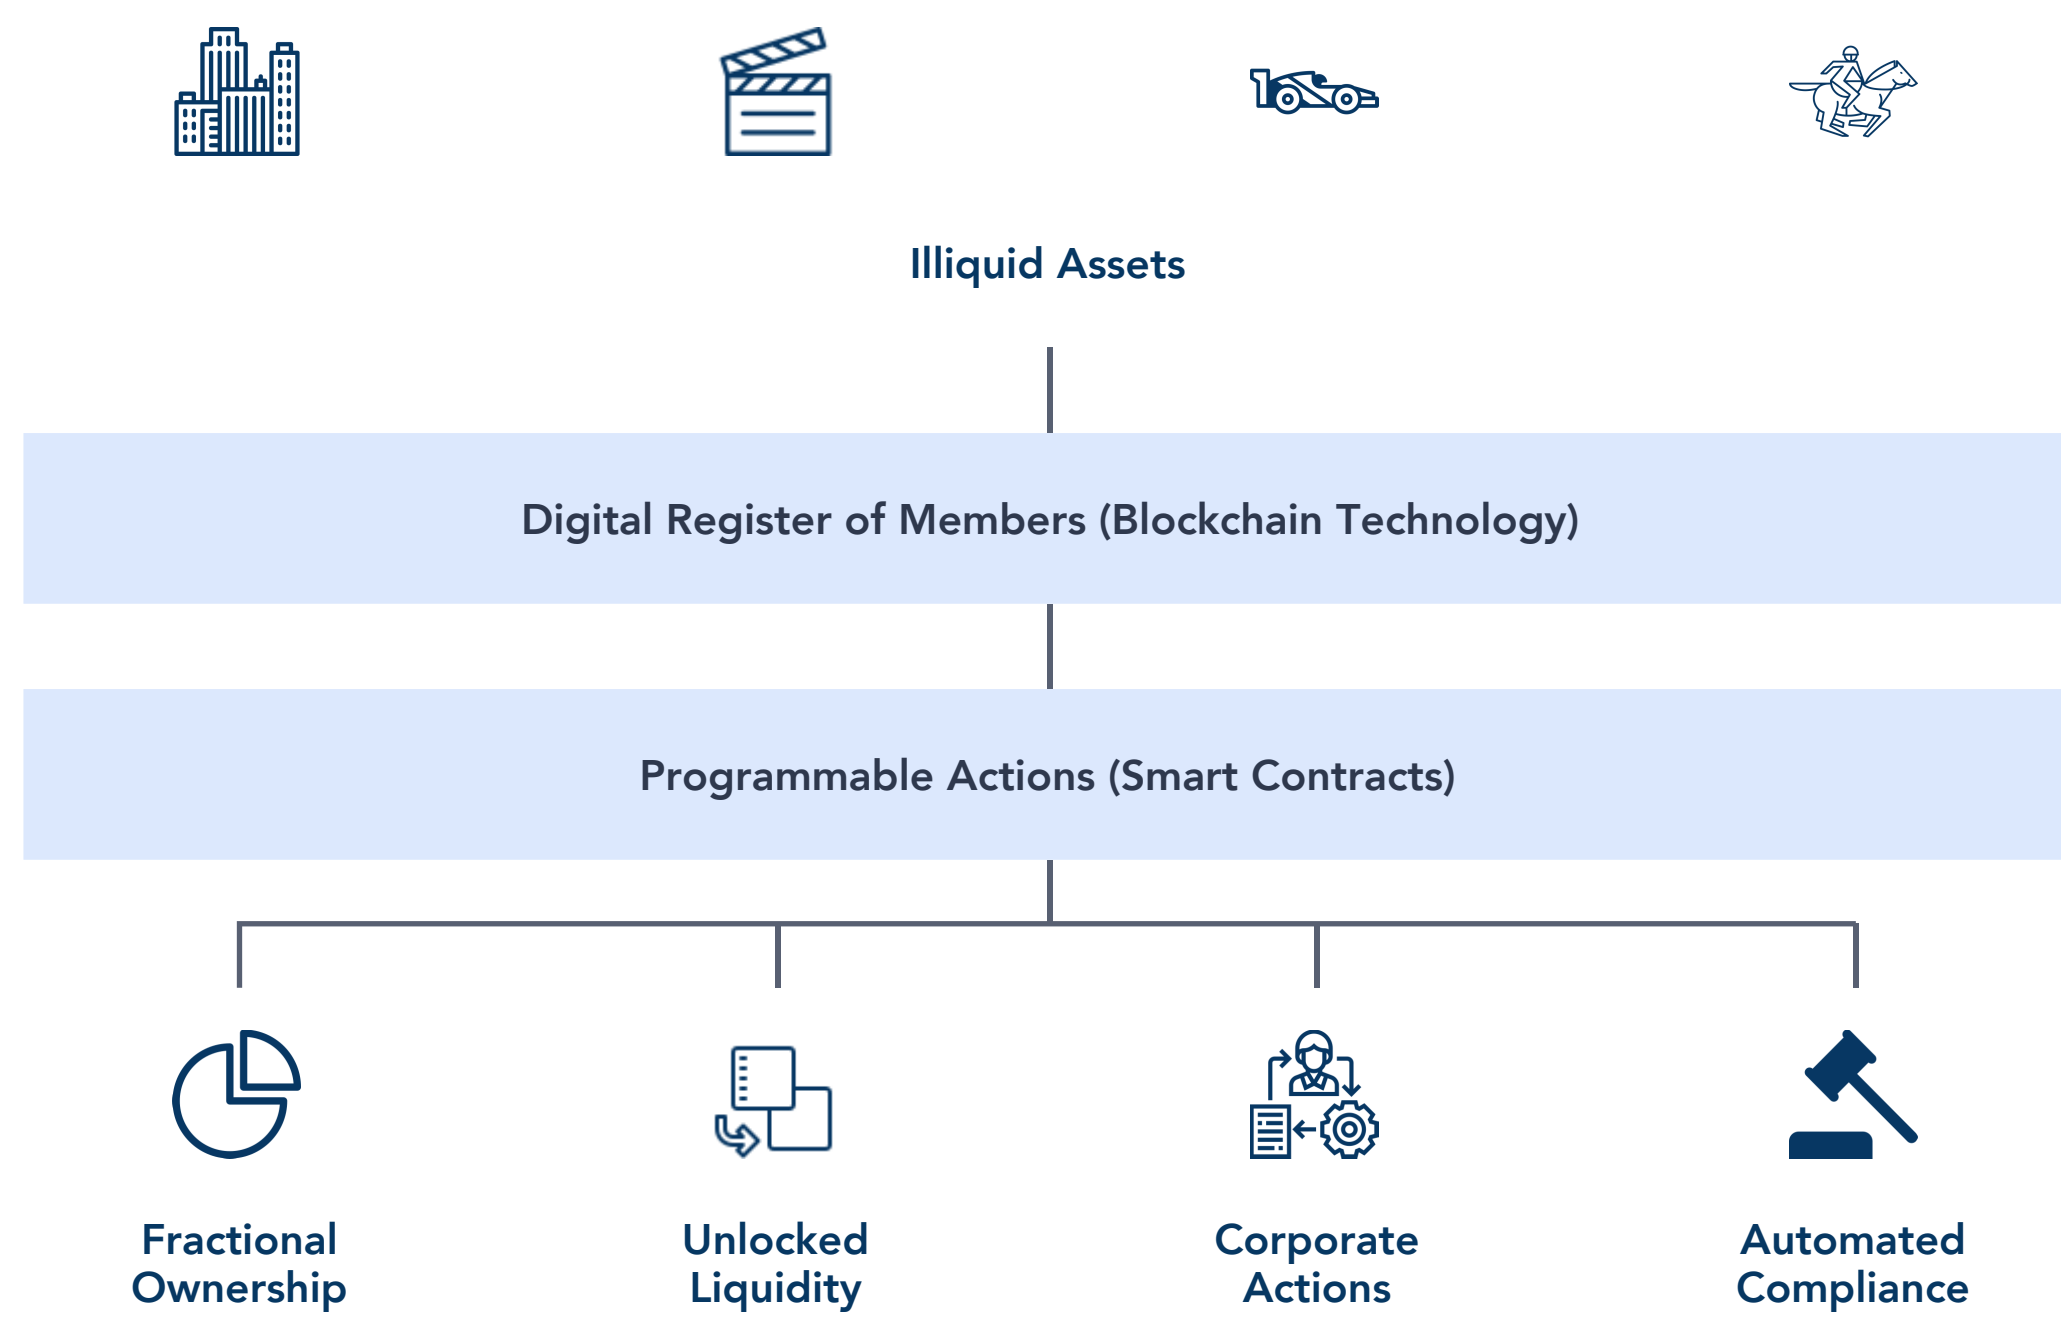 Illiquid Assets
Digital Register of Members (Blockchain Technology)
Programmable Actions (Smart Contracts)
Fractional
Ownership
Unlocked
Liquidity
Corporate
Actions
Automated
Compliance